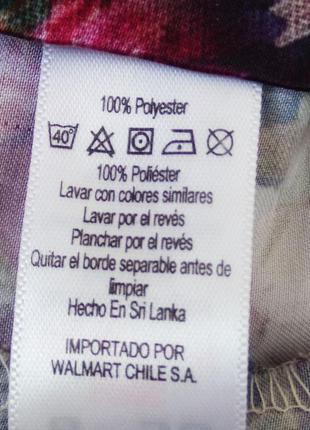 100% Polyester
40°
100% Poliéster
Lavar con colores similares
Lavar por el revés
Planchar por el revés
Quitar el borde separable antes de
limpiar
Hecho En Sri Lanka
IMPORTADO POR
WALMART CHILE S.A.